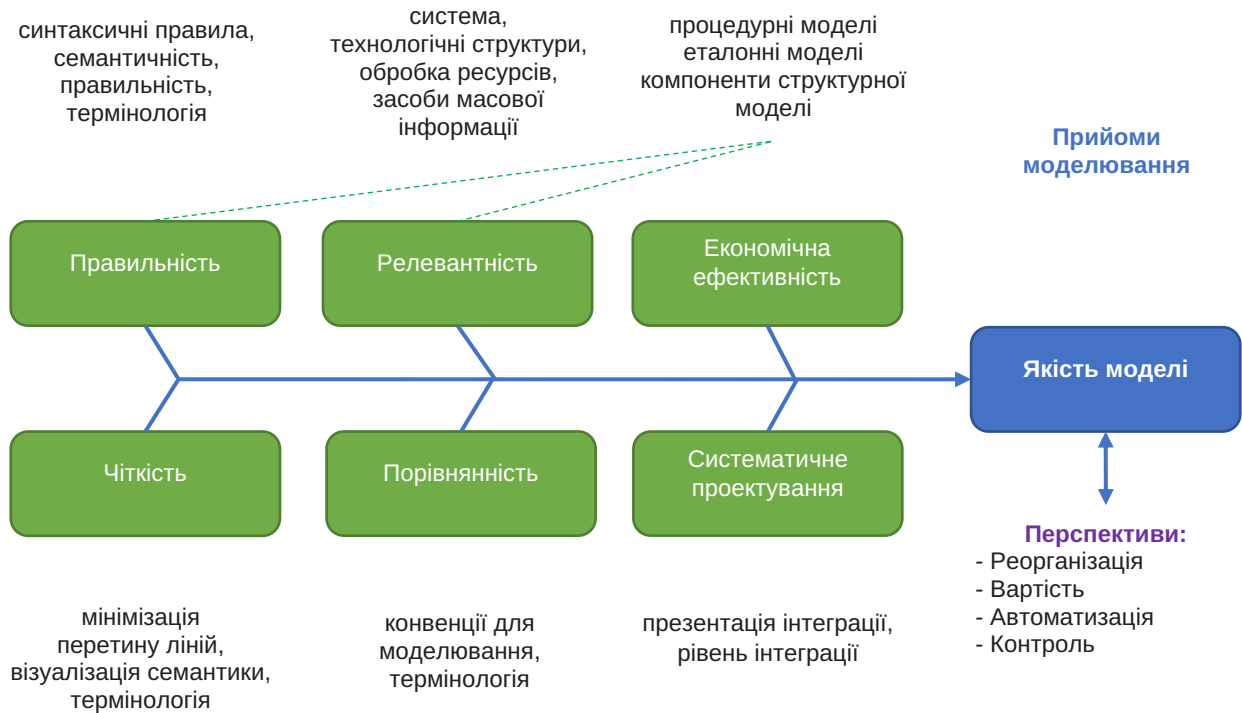 синтаксичні правила,
семантичність,
правильність,
термінологія
система,
технологічні структури,
обробка ресурсів,
засоби масової
інформації
процедурні моделі
еталонні моделі
компоненти структурної
моделі
Прийоми
моделювання
Правильність
Релевантність
Економічна
ефективність
Якість моделі
Чіткість
Порівнянність
Систематичне
проектування
Перспективи:
- Реорганізація
- Вартість
- Автоматизація
- Контроль
мінімізація
перетину ліній,
візуалізація семантики,
термінологія
конвенції для
моделювання,
термінологія
презентація інтеграції,
рівень інтеграції